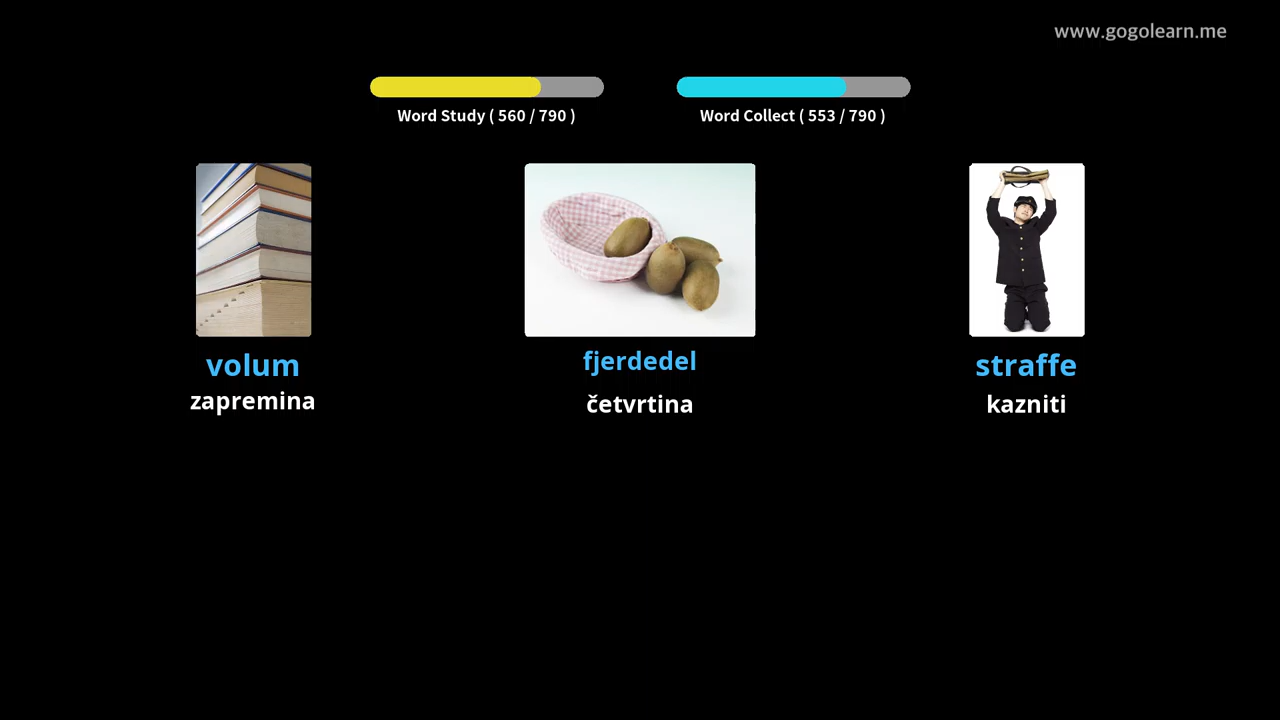 www.gogolearn.me
Word Study ( 560 / 790 )
Word Collect ( 553 / 790 )
volum
zapremina
fjerdedel
četvrtina
straffe
kazniti